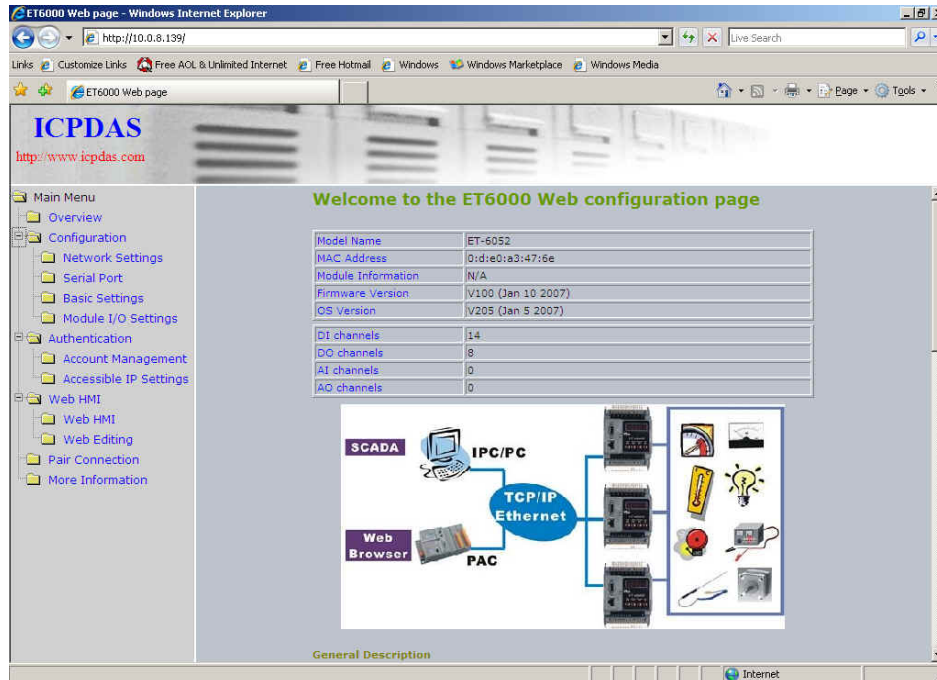 ET6000 Web page - Windows Internet Explorer
http://10.0.8.139/
Live Search
Links Customize Links Free AOL & Unlimited Internet Free Hotmail Windows Windows Marketplace Windows Media
ET6000 Web page
Page Tools
ICPDAS
http://www.icpdas.com
Main Menu
Overview
Configuration
Network Settings
Serial Port
Basic Settings
Module I/O Settings
Authentication
Account Management
Accessible IP Settings
Web HMI
Web HMI
Web Editing
Pair Connection
More Information
Welcome to the ET6000 Web configuration page
Model Name ET-6052
MAC Address 0:d:e0:a3:47:6e
Module Information N/A
Firmware Version V100 (Jan 10 2007)
OS Version V205 (Jan 5 2007)
DI channels 14
DO channels 8
AI channels 0
AO channels 0
SCADA
IPC/PC
TCP/IP
Ethernet
Web
Browser
PAC
General Description
Internet